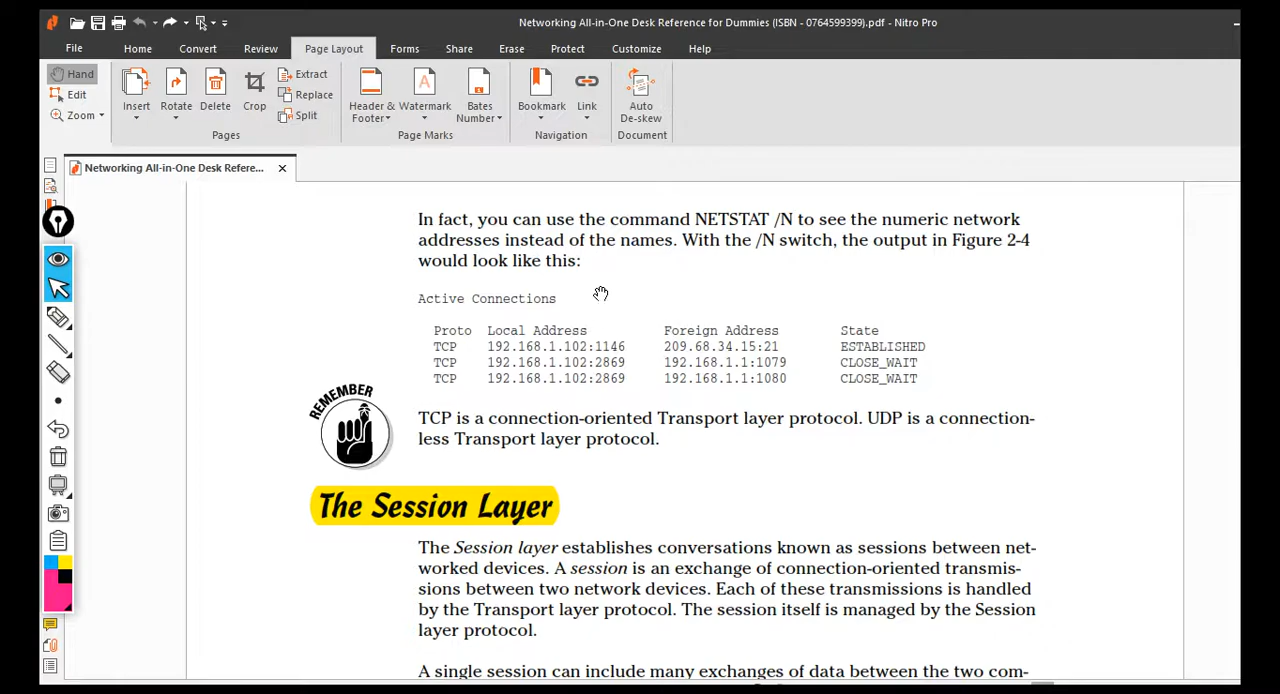 Networking All-in-One Desk Reference for Dummies (ISBN - 0764599399).pdf - Nitro Pro
File Home Convert Review Page Layout Forms Share Erase Protect Customize Help
Hand
Edit
Zoom
Insert Rotate Delete Crop
Extract
Replace
Split
Pages
Header & Footer Watermark Bates Number
Page Marks
Bookmark Link
Navigation
Auto De-skew
Document
Networking All-in-One Desk Refere...
In fact, you can use the command NETSTAT /N to see the numeric network
addresses instead of the names. With the /N switch, the output in Figure 2-4
would look like this:
Active Connections
Proto Local Address Foreign Address State
TCP 192.168.1.102:1146 209.68.34.15:21 ESTABLISHED
TCP 192.168.1.102:2869 192.168.1.1:1079 CLOSE_WAIT
TCP 192.168.1.102:2869 192.168.1.1:1080 CLOSE_WAIT
REMEMBER
TCP is a connection-oriented Transport layer protocol. UDP is a connection-
less Transport layer protocol.
The Session Layer
The Session layer establishes conversations known as sessions between net-
worked devices. A session is an exchange of connection-oriented transmis-
sions between two network devices. Each of these transmissions is handled
by the Transport layer protocol. The session itself is managed by the Session
layer protocol.
A single session can include many exchanges of data between the two com-